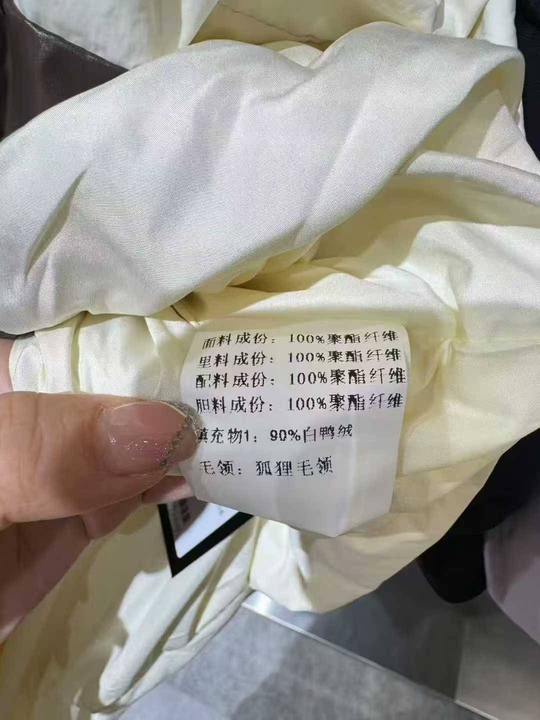 面料成份：100%聚酯纤维
里料成份：100%聚酯纤维
配料成份：100%聚酯纤维
胆料成份：100%聚酯纤维
填充物1：90%白鸭绒
毛领：狐狸毛领